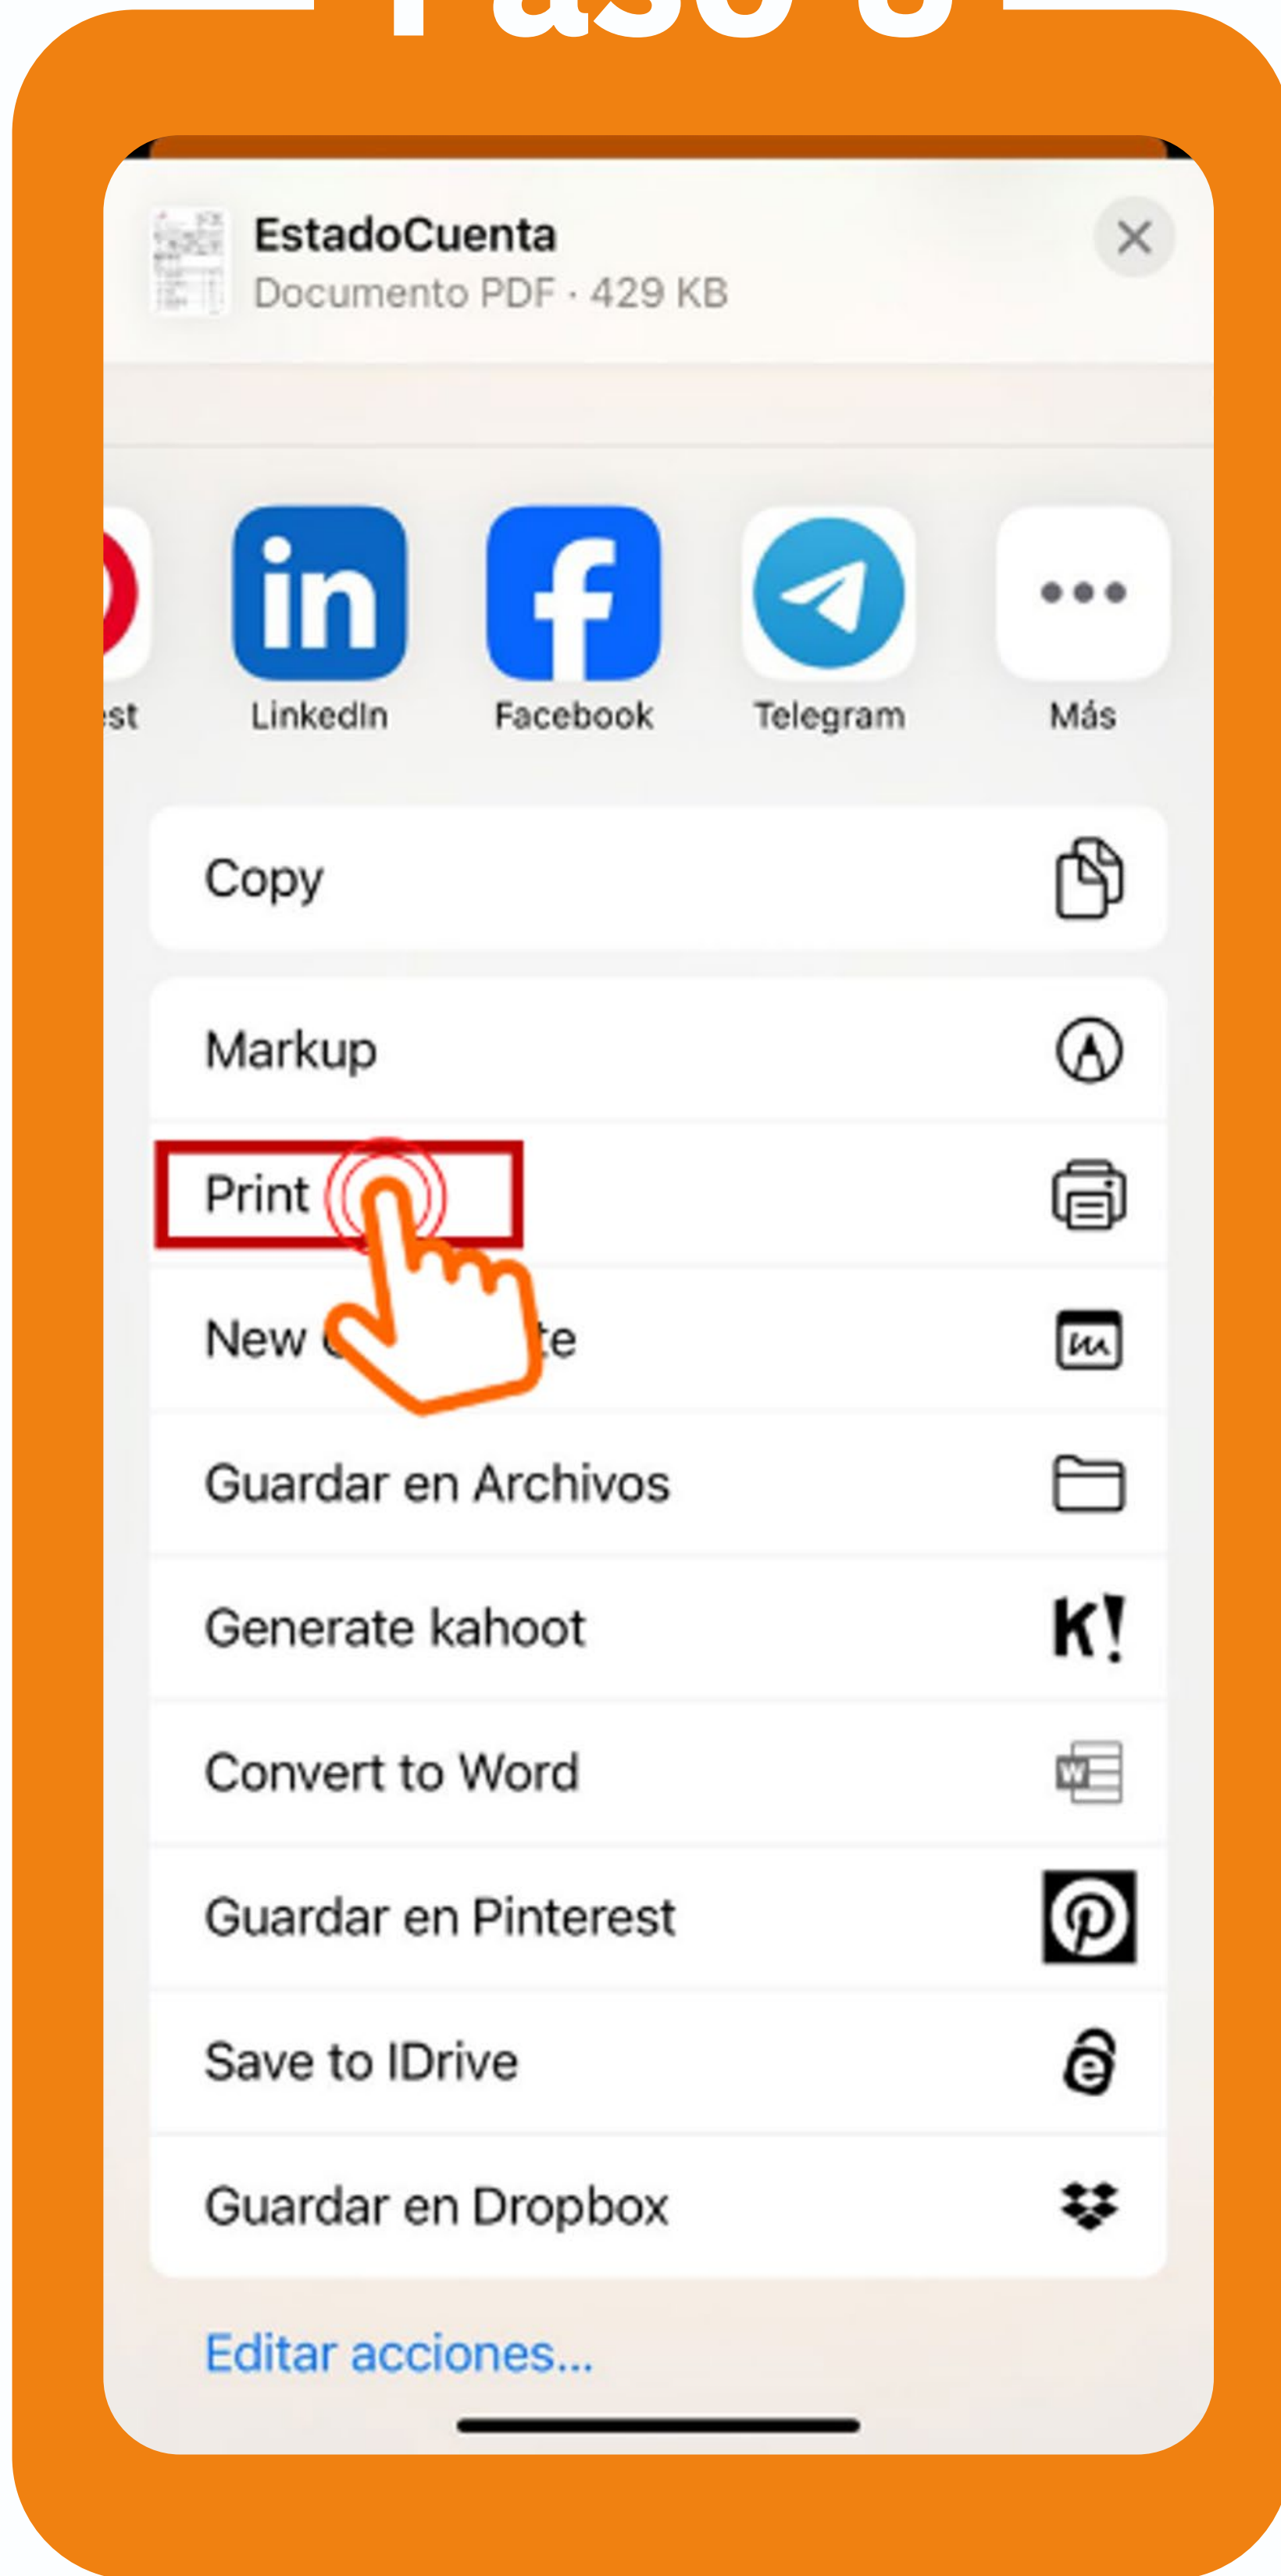 Paso
EstadoCuenta
Documento PDF · 429 KB
LinkedIn
Facebook
Telegram
Más
Copy
Markup
Print
New
Guardar en Archivos
Generate kahoot
K!
Convert to Word
W
Guardar en Pinterest
Save to IDrive
Guardar en Dropbox
Editar acciones...